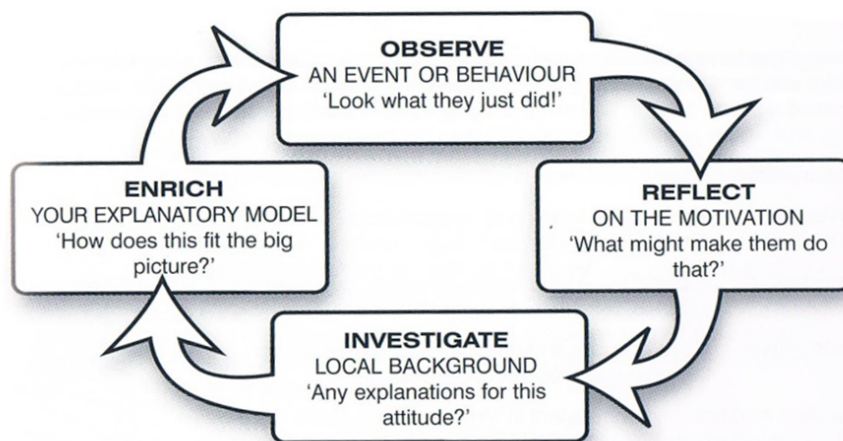 OBSERVE
AN EVENT OR BEHAVIOUR
‘Look what they just did!’
ENRICH
YOUR EXPLANATORY MODEL
‘How does this fit the big
picture?’
REFLECT
ON THE MOTIVATION
‘What might make them do
that?’
INVESTIGATE
LOCAL BACKGROUND
‘Any explanations for this
attitude?’